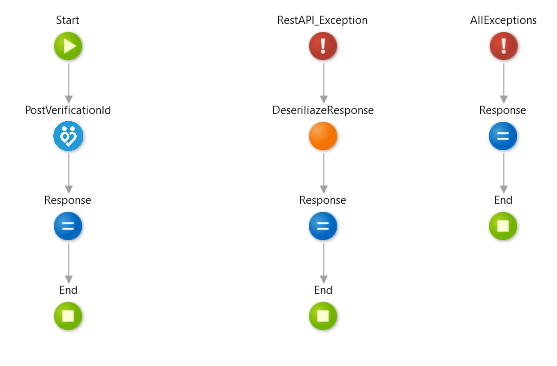 Start
RestAPI_Exception
AllExceptions
PostVerificationId
DeseriliazeResponse
Response
Response
Response
End
End
End